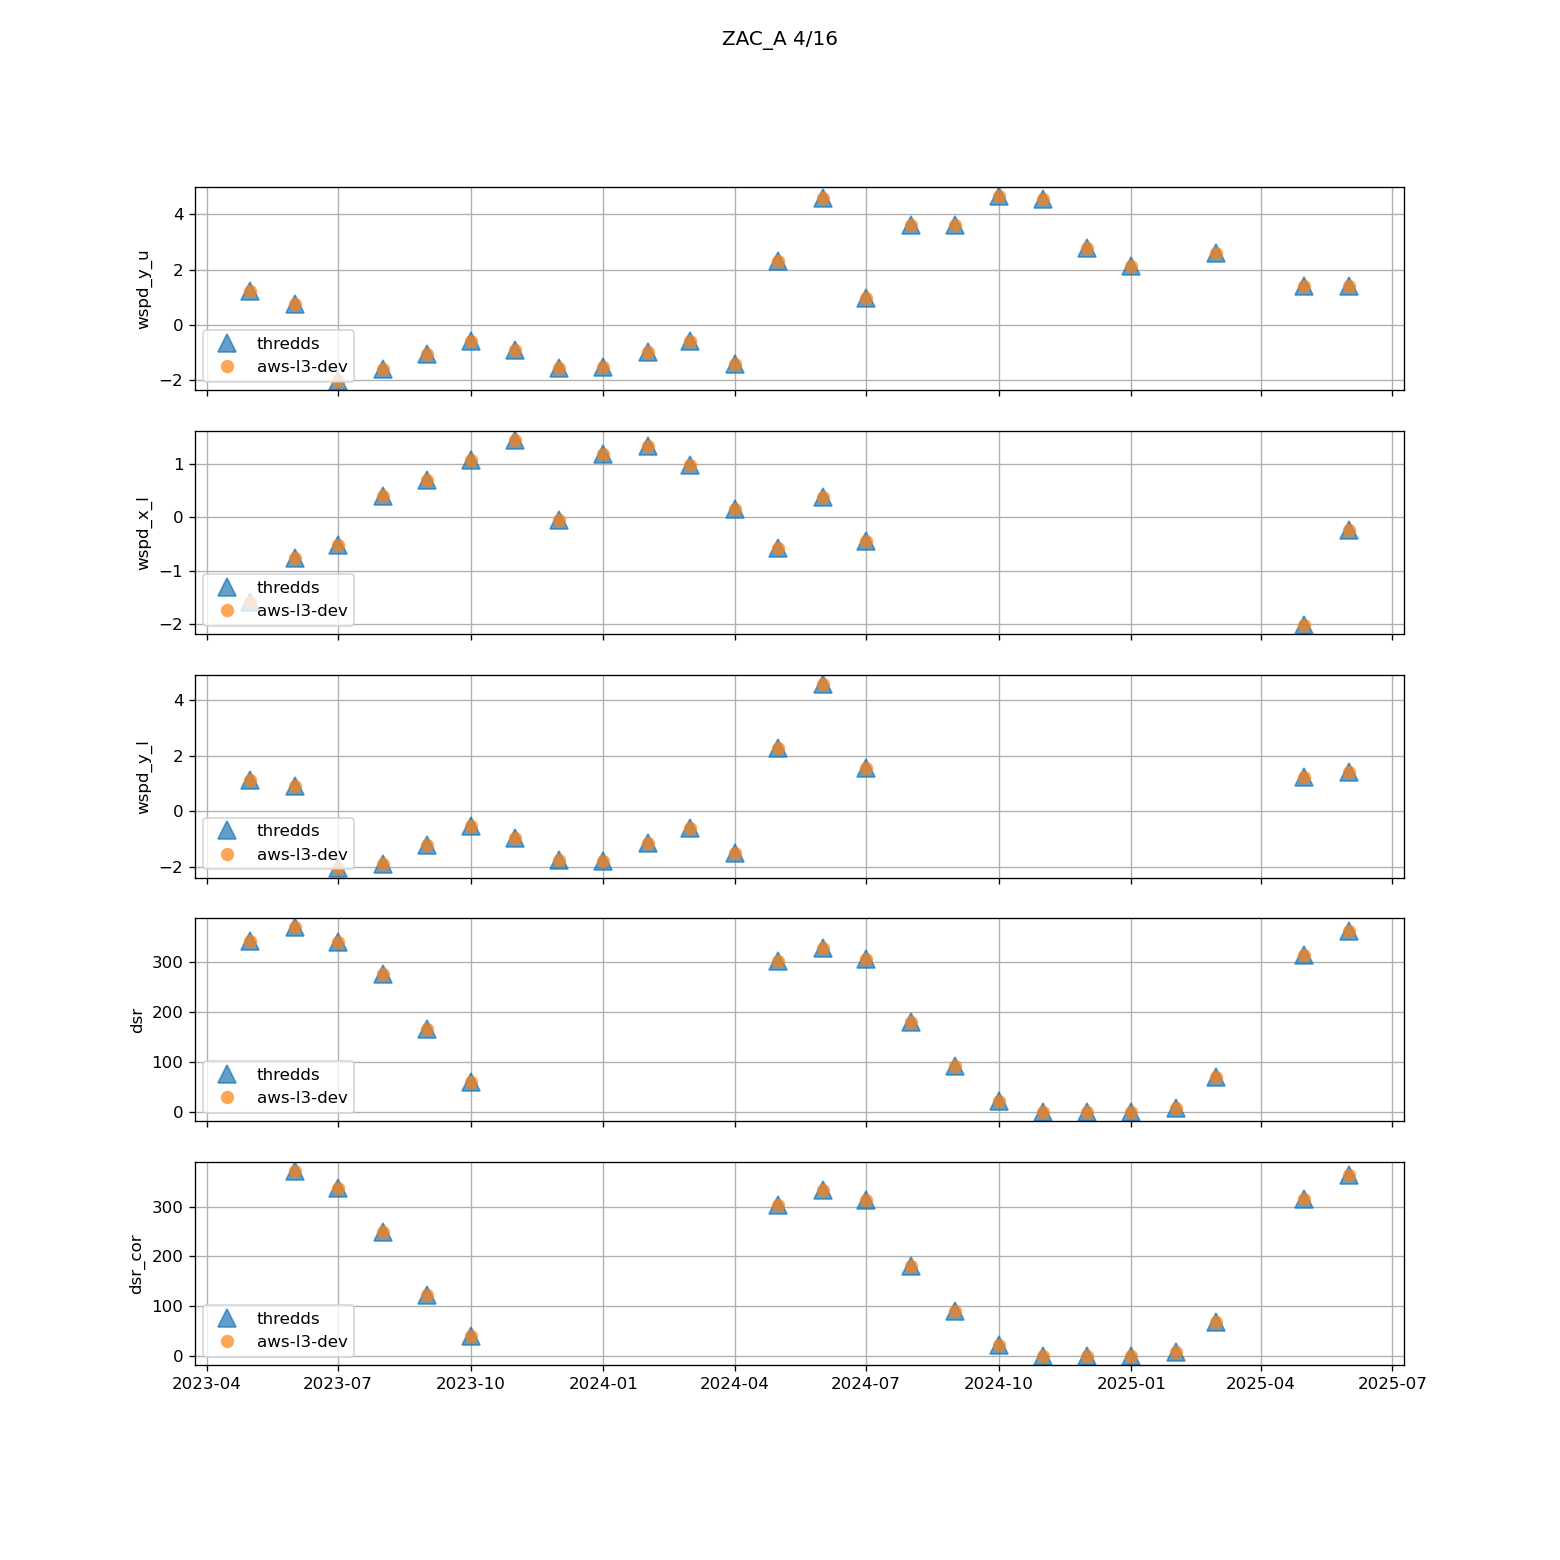 ZAC_A 4/16
wspd_y_u
4
2
0
−2
thredds
aws-l3-dev
wspd_x_l
1
0
−1
−2
thredds
aws-l3-dev
wspd_y_l
4
2
0
−2
thredds
aws-l3-dev
dsr
300
200
100
0
thredds
aws-l3-dev
dsr_cor
300
200
100
0
thredds
aws-l3-dev
2023-04 2023-07 2023-10 2024-01 2024-04 2024-07 2024-10 2025-01 2025-04 2025-07